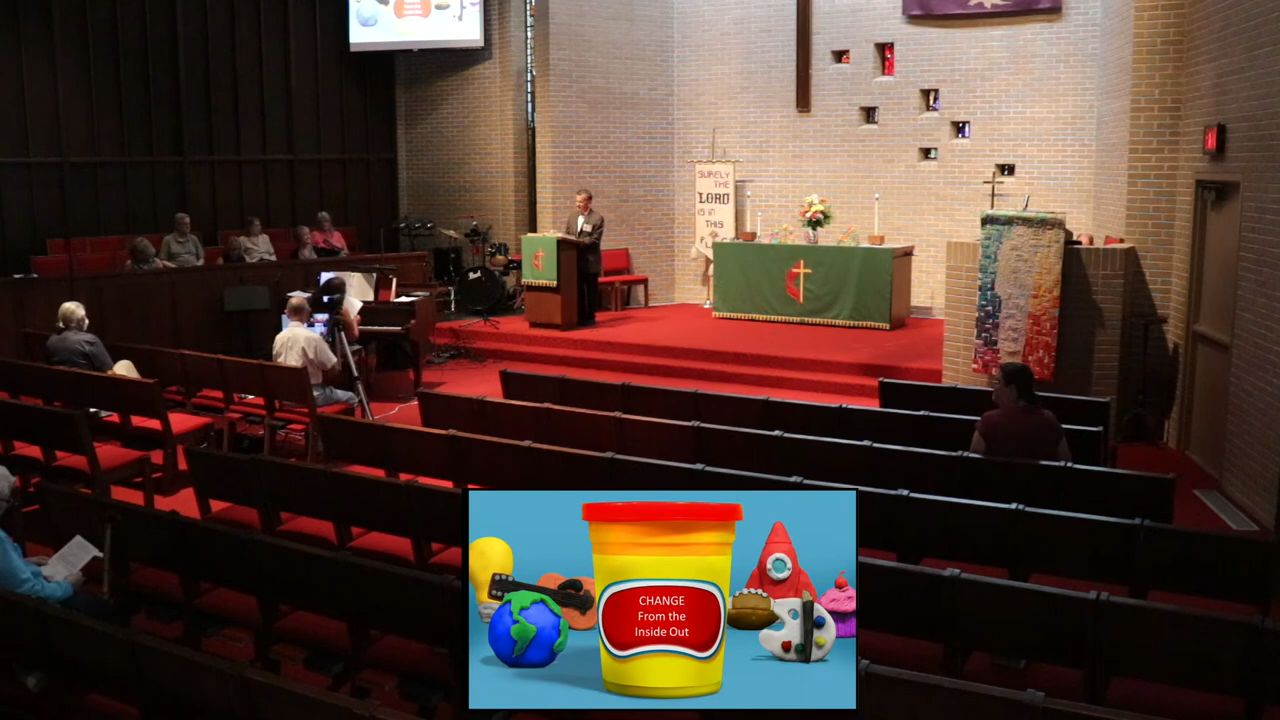 SURELY
THE
LORD
IS IN
THIS
CHANGE
From the
Inside Out